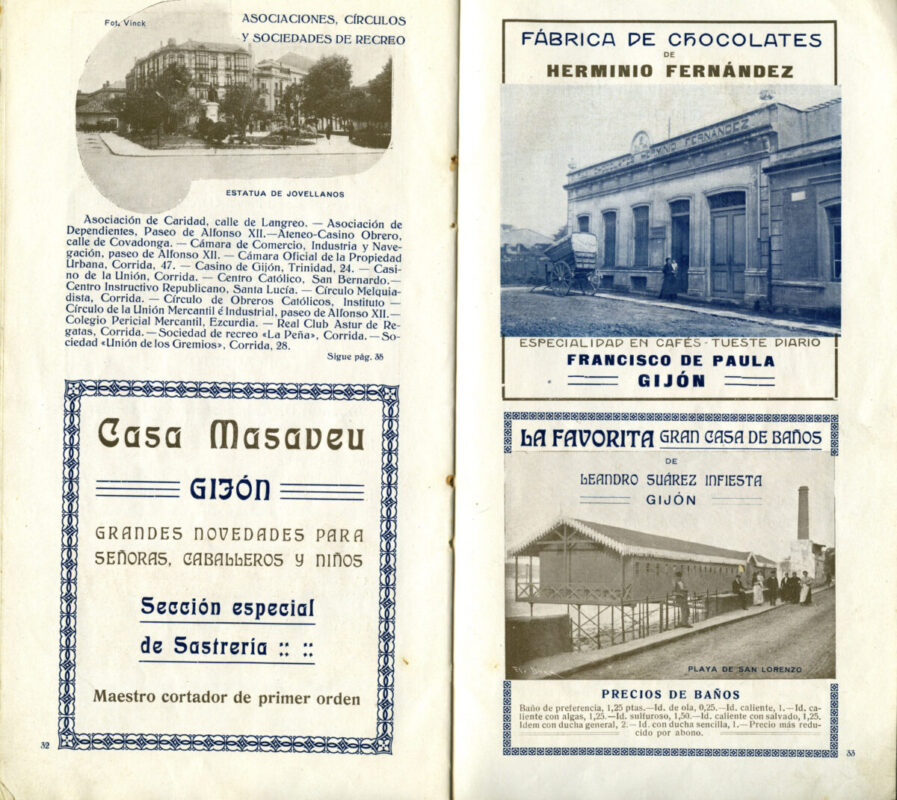 Fot. Vinck
ASOCIACIONES, CÍRCULOS
Y SOCIEDADES DE RECREO
ESTATUA DE JOVELLANOS
Asociación de Caridad, calle de Langreo. — Asociación de
Dependientes, Paseo de Alfonso XII.—Ateneo-Casino Obrero,
calle de Covadonga. — Cámara de Comercio, Industria y Nave-
gación, paseo de Alfonso XII. — Cámara Oficial de la Propiedad
Urbana, Corrida, 47. — Casino de Gijón, Trinidad, 24. — Casi-
no de la Unión, Corrida. — Centro Católico, San Bernardo.—
Centro Instructivo Republicano, Santa Lucía. — Círculo Melquia-
dista, Corrida. — Círculo de Obreros Católicos, Instituto —
Círculo de la Unión Mercantil é Industrial, paseo de Alfonso XII.—
Colegio Pericial Mercantil, Ezcurdia. — Real Club Astur de Re-
gatas, Corrida.—Sociedad de recreo «La Peña», Corrida. — So-
ciedad «Unión de los Gremios», Corrida, 28.
Sigue pág. 35
Casa Masaveu
GIJÓN
GRANDES NOVEDADES PARA
SEÑORAS, CABALLEROS Y NIÑOS
Sección especial
de Sastrería :: ::
Maestro cortador de primer orden
32
FÁBRICA DE CHOCOLATES
DE
HERMINIO FERNÁNDEZ
CHOCOLATES HERMINIO FERNANDEZ
ESPECIALIDAD EN CAFÉS - TUESTE DIARIO
FRANCISCO DE PAULA
GIJÓN
LA FAVORITA GRAN CASA DE BAÑOS
DE
LEANDRO SUÁREZ INFIESTA
GIJÓN
PLAYA DE SAN LORENZO
PRECIOS DE BAÑOS
Baño de preferencia, 1,25 ptas.—Id. de ola, 0,25.—Id. caliente, 1.—Id. ca-
liente con algas, 1,25.—Id. sulfuroso, 1,50.—Id. caliente con salvado, 1,25.
Idem con ducha general, 2.—Id. con ducha sencilla, 1.—Precio más redu-
cido por abono.
33